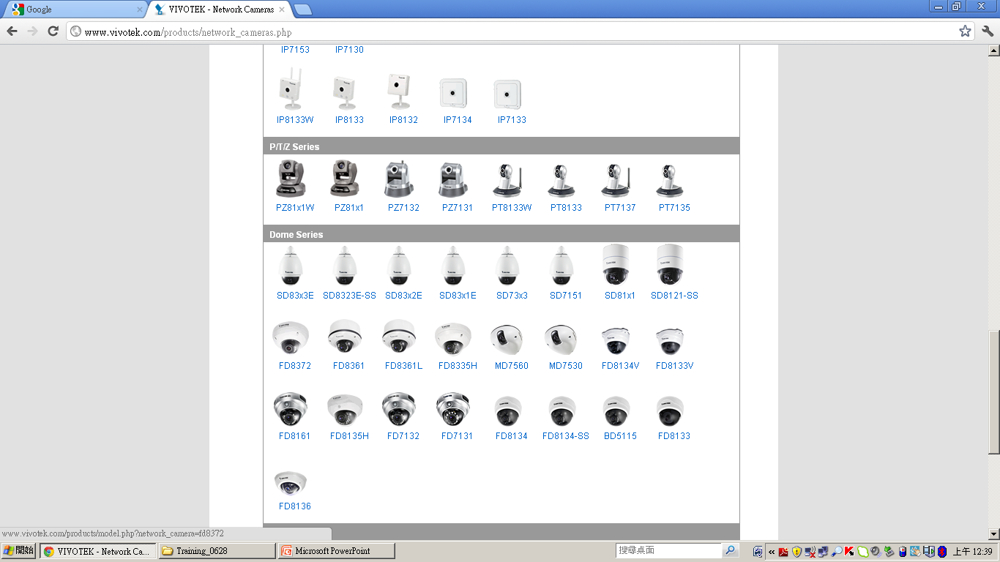 Google
VIVOTEK - Network Cameras
www.vivotek.com/products/network_cameras.php
IP7153 IP7130
IP8133W IP8133 IP8132 IP7134 IP7133
P/T/Z Series
PZ81x1W PZ81x1 PZ7132 PZ7131 PT8133W PT8133 PT7137 PT7135
Dome Series
SD83x3E SD8323E-SS SD83x2E SD83x1E SD73x3 SD7151 SD81x1 SD8121-SS
FD8372 FD8361 FD8361L FD8335H MD7560 MD7530 FD8134V FD8133V
FD8161 FD8135H FD7132 FD7131 FD8134 FD8134-SS BD5115 FD8133
FD8136
www.vivotek.com/products/model.php?network_camera=fd8372
開始 VIVOTEK - Network Ca... Training_0628 Microsoft PowerPoint 搜尋桌面 上午 12:39